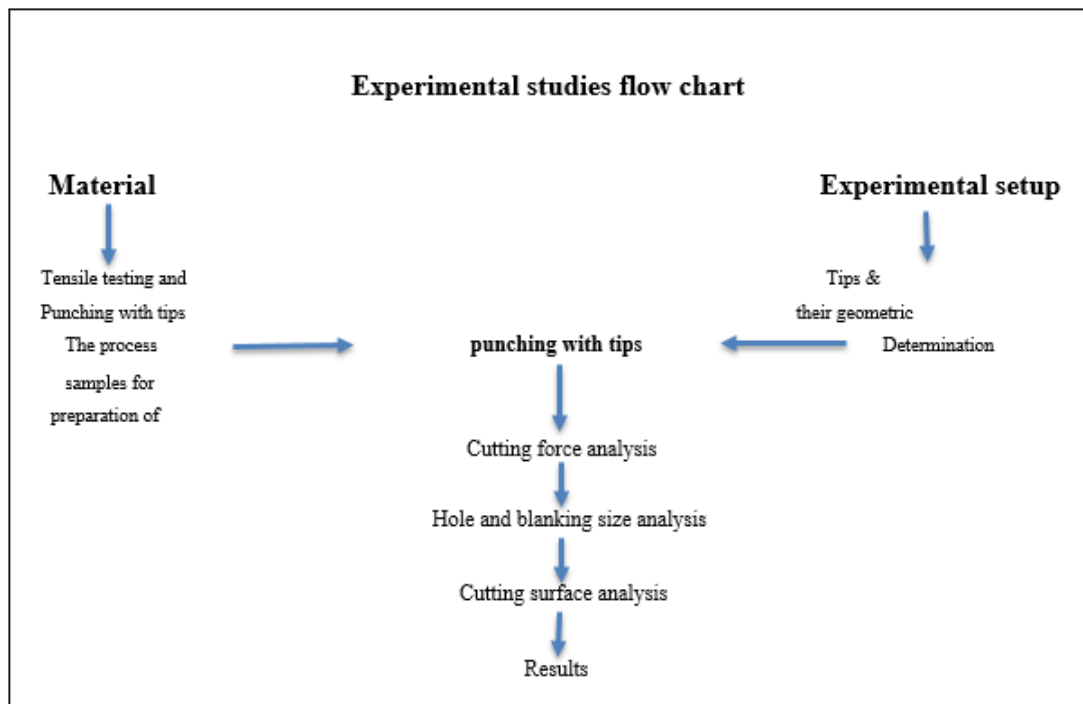 Experimental studies flow chart
Material
Tensile testing and
Punching with tips
The process
samples for
preparation of
Experimental setup
Tips &
their geometric
Determination
punching with tips
Cutting force analysis
Hole and blanking size analysis
Cutting surface analysis
Results